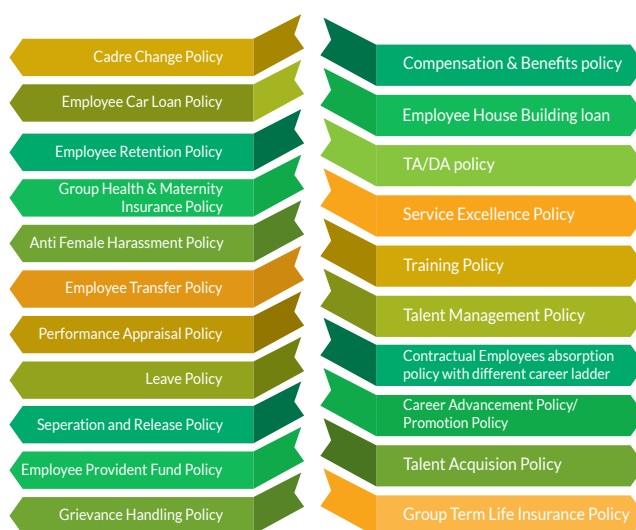 Cadre Change Policy
Employee Car Loan Policy
Employee Retention Policy
Group Health & Maternity
Insurance Policy
Anti Female Harassment Policy
Employee Transfer Policy
Performance Appraisal Policy
Leave Policy
Seperation and Release Policy
Employee Provident Fund Policy
Grievance Handling Policy
Compensation & Benefits policy
Employee House Building loan
TA/DA policy
Service Excellence Policy
Training Policy
Talent Management Policy
Contractual Employees absorption
policy with different career ladder
Career Advancement Policy/
Promotion Policy
Talent Acquision Policy
Group Term Life Insurance Policy